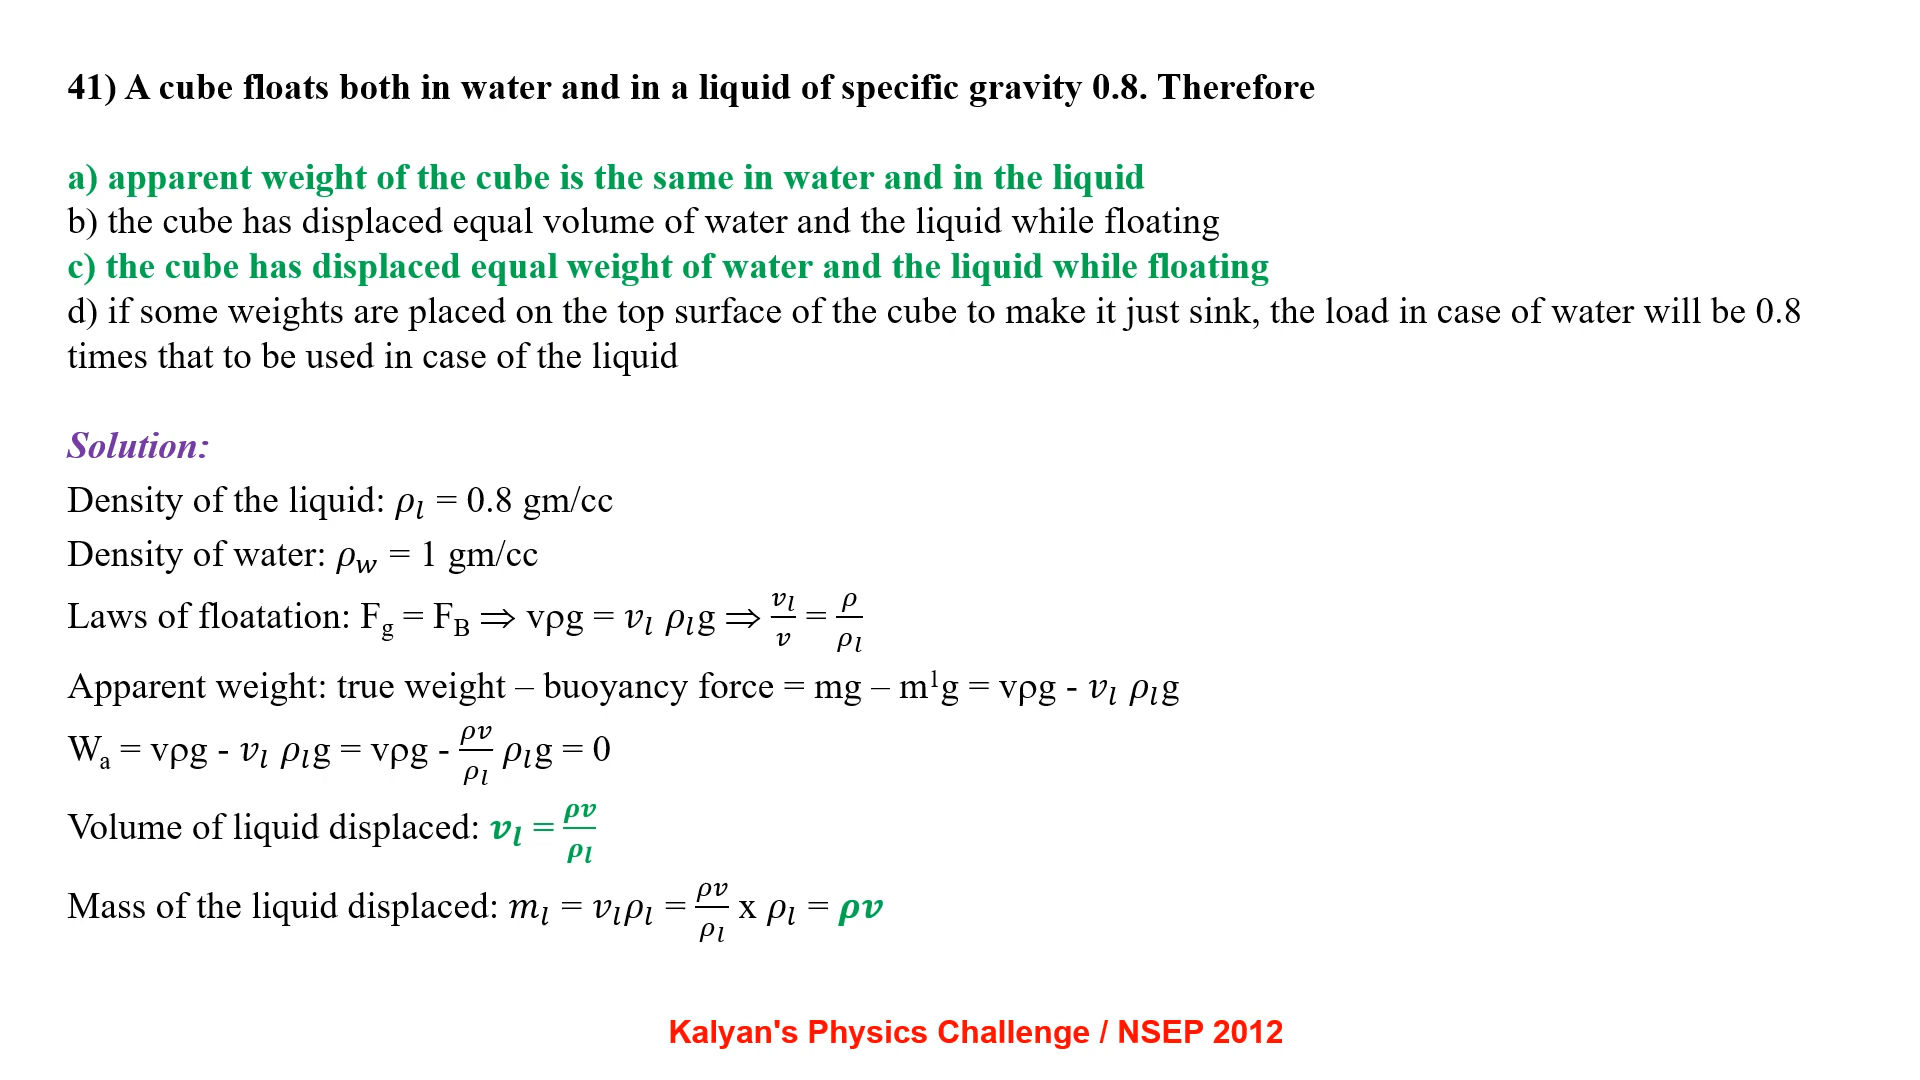 41) A cube floats both in water and in a liquid of specific gravity 0.8. Therefore
a) apparent weight of the cube is the same in water and in the liquid
b) the cube has displaced equal volume of water and the liquid while floating
c) the cube has displaced equal weight of water and the liquid while floating
d) if some weights are placed on the top surface of the cube to make it just sink, the load in case of water will be 0.8
times that to be used in case of the liquid
Solution:
Density of the liquid: ρₗ = 0.8 gm/cc
Density of water: ρ_w = 1 gm/cc
Laws of floatation: F_g = F_B ⇒ vρg = vₗ ρₗg ⇒ vₗ/v = ρ/ρₗ
Apparent weight: true weight – buoyancy force = mg – m¹g = vρg - vₗ ρₗg
Wₐ = vρg - vₗ ρₗg = vρg - ρv/ρₗ ρₗg = 0
Volume of liquid displaced: vₗ = ρv/ρₗ
Mass of the liquid displaced: mₗ = vₗρₗ = ρv/ρₗ x ρₗ = ρv
Kalyan's Physics Challenge / NSEP 2012